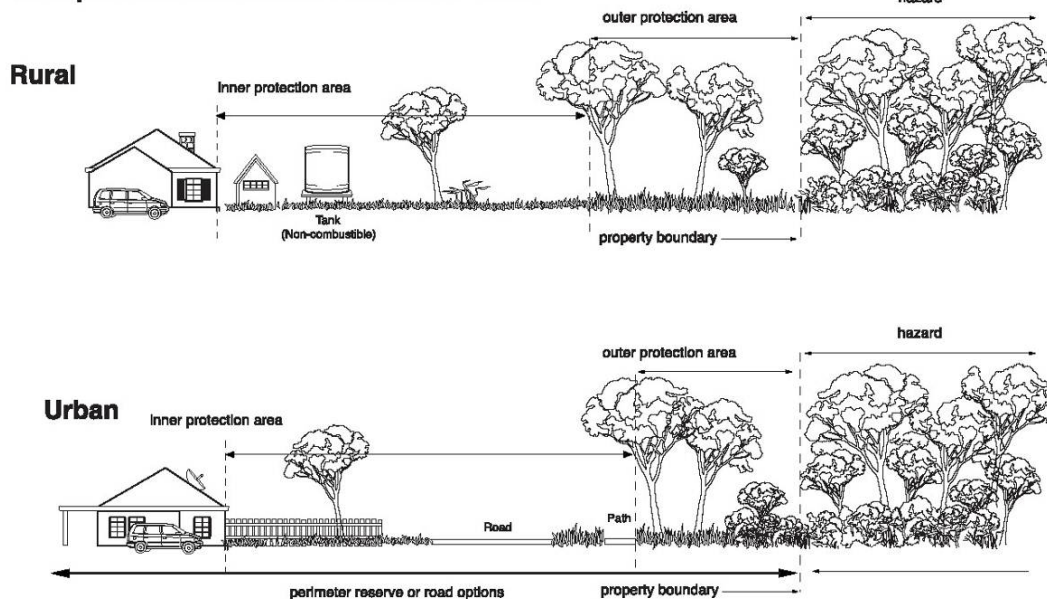 hazard
outer protection area
Rural
Inner protection area
Tank
(Non-combustible)
property boundary
hazard
outer protection area
Urban
Inner protection area
Road
Path
perimeter reserve or road options
property boundary